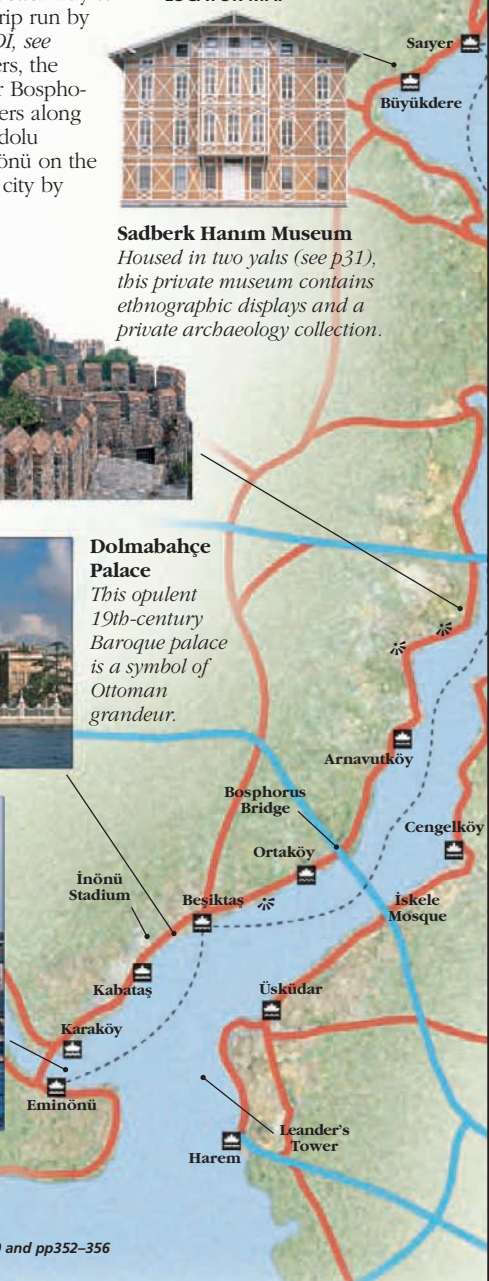 rip run by
DI, see
ers, the
r Bospho-
ers along
dolu
önü on the
city by
Sarıyer
Büyükdere
Sadberk Hanım Museum
Housed in two yalıs (see p31),
this private museum contains
ethnographic displays and a
private archaeology collection.
Dolmabahçe
Palace
This opulent
19th-century
Baroque palace
is a symbol of
Ottoman
grandeur.
Arnavutköy
Bosphorus
Bridge
Cengelköy
Ortaköy
İnönü
Stadium
Beşiktaş
İskele
Mosque
Kabataş
Üsküdar
Karaköy
Eminönü
Leander's
Tower
Harem
and pp352–356